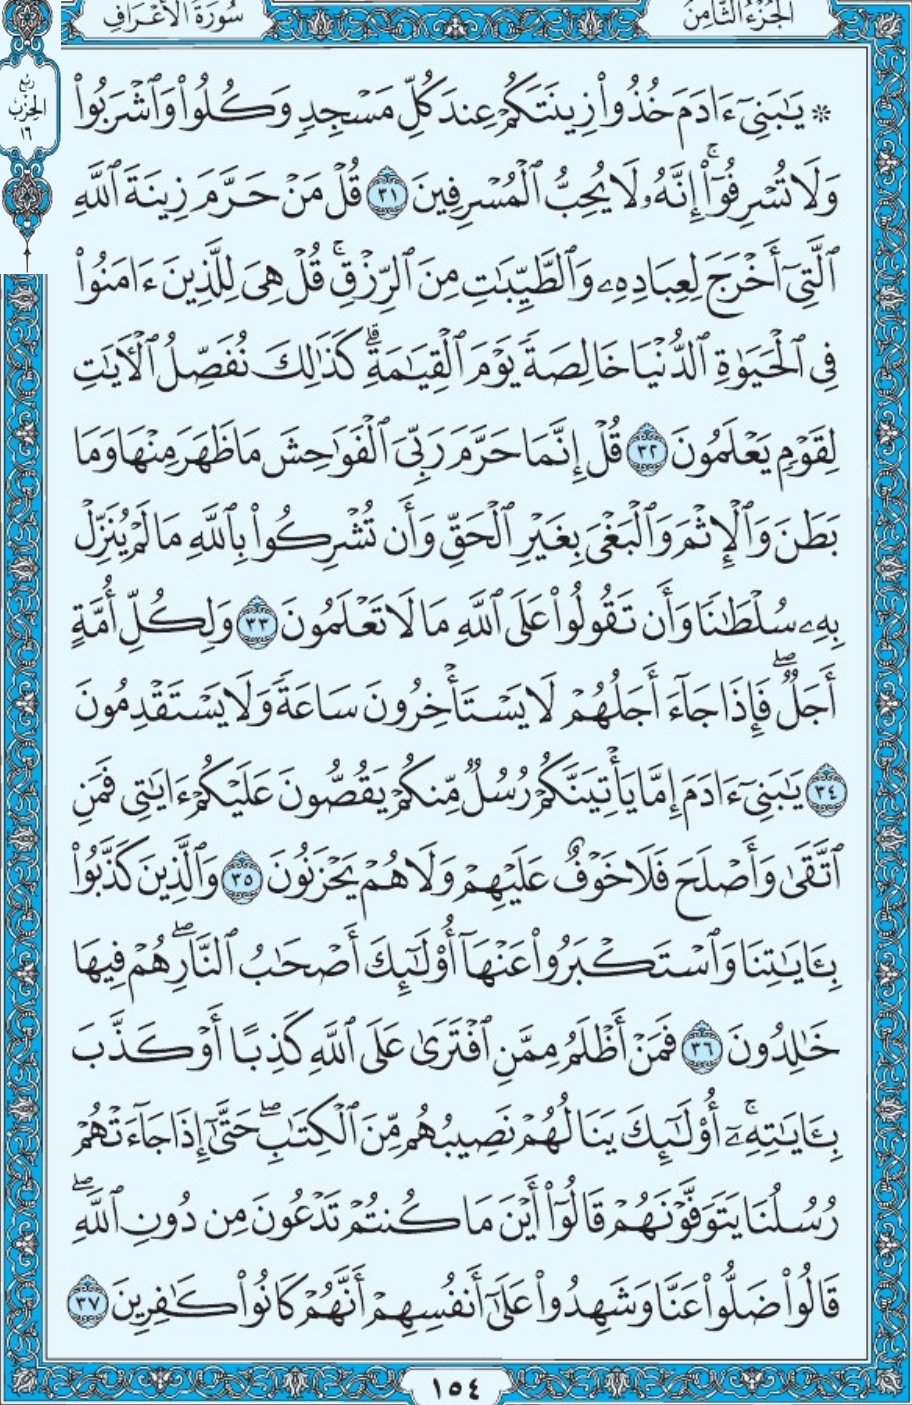 الجزء الثامن
سورة الأعراف
ربع
الحزب
١٦
۞ يَـٰبَنِىٓ ءَادَمَ خُذُوا۟ زِينَتَكُمْ عِندَ كُلِّ مَسْجِدٍ وَكُلُوا۟ وَٱشْرَبُوا۟
وَلَا تُسْرِفُوٓا۟ ۚ إِنَّهُۥ لَا يُحِبُّ ٱلْمُسْرِفِينَ ٣١ قُلْ مَنْ حَرَّمَ زِينَةَ ٱللَّهِ
ٱلَّتِىٓ أَخْرَجَ لِعِبَادِهِۦ وَٱلطَّيِّبَـٰتِ مِنَ ٱلرِّزْقِ ۚ قُلْ هِىَ لِلَّذِينَ ءَامَنُوا۟
فِى ٱلْحَيَوٰةِ ٱلدُّنْيَا خَالِصَةً يَوْمَ ٱلْقِيَـٰمَةِ ۗ كَذَٰلِكَ نُفَصِّلُ ٱلْـَٔايَـٰتِ
لِقَوْمٍ يَعْلَمُونَ ٣٢ قُلْ إِنَّمَا حَرَّمَ رَبِّىَ ٱلْفَوَٰحِشَ مَا ظَهَرَ مِنْهَا وَمَا
بَطَنَ وَٱلْإِثْمَ وَٱلْبَغْىَ بِغَيْرِ ٱلْحَقِّ وَأَن تُشْرِكُوا۟ بِٱللَّهِ مَا لَمْ يُنَزِّلْ
بِهِۦ سُلْطَـٰنًا وَأَن تَقُولُوا۟ عَلَى ٱللَّهِ مَا لَا تَعْلَمُونَ ٣٣ وَلِكُلِّ أُمَّةٍ
أَجَلٌ ۖ فَإِذَا جَآءَ أَجَلُهُمْ لَا يَسْتَأْخِرُونَ سَاعَةً وَلَا يَسْتَقْدِمُونَ
٣٤ يَـٰبَنِىٓ ءَادَمَ إِمَّا يَأْتِيَنَّكُمْ رُسُلٌ مِّنكُمْ يَقُصُّونَ عَلَيْكُمْ ءَايَـٰتِى فَمَنِ
ٱتَّقَىٰ وَأَصْلَحَ فَلَا خَوْفٌ عَلَيْهِمْ وَلَا هُمْ يَحْزَنُونَ ٣٥ وَٱلَّذِينَ كَذَّبُوا۟
بِـَٔايَـٰتِنَا وَٱسْتَكْبَرُوا۟ عَنْهَآ أُو۟لَـٰٓئِكَ أَصْحَـٰبُ ٱلنَّارِ ۖ هُمْ فِيهَا
خَـٰلِدُونَ ٣٦ فَمَنْ أَظْلَمُ مِمَّنِ ٱفْتَرَىٰ عَلَى ٱللَّهِ كَذِبًا أَوْ كَذَّبَ
بِـَٔايَـٰتِهِۦٓ ۚ أُو۟لَـٰٓئِكَ يَنَالُهُمْ نَصِيبُهُم مِّنَ ٱلْكِتَـٰبِ ۖ حَتَّىٰٓ إِذَا جَآءَتْهُمْ
رُسُلُنَا يَتَوَفَّوْنَهُمْ قَالُوٓا۟ أَيْنَ مَا كُنتُمْ تَدْعُونَ مِن دُونِ ٱللَّهِ ۖ
قَالُوا۟ ضَلُّوا۟ عَنَّا وَشَهِدُوا۟ عَلَىٰٓ أَنفُسِهِمْ أَنَّهُمْ كَانُوا۟ كَـٰفِرِينَ ٣٧
١٥٤